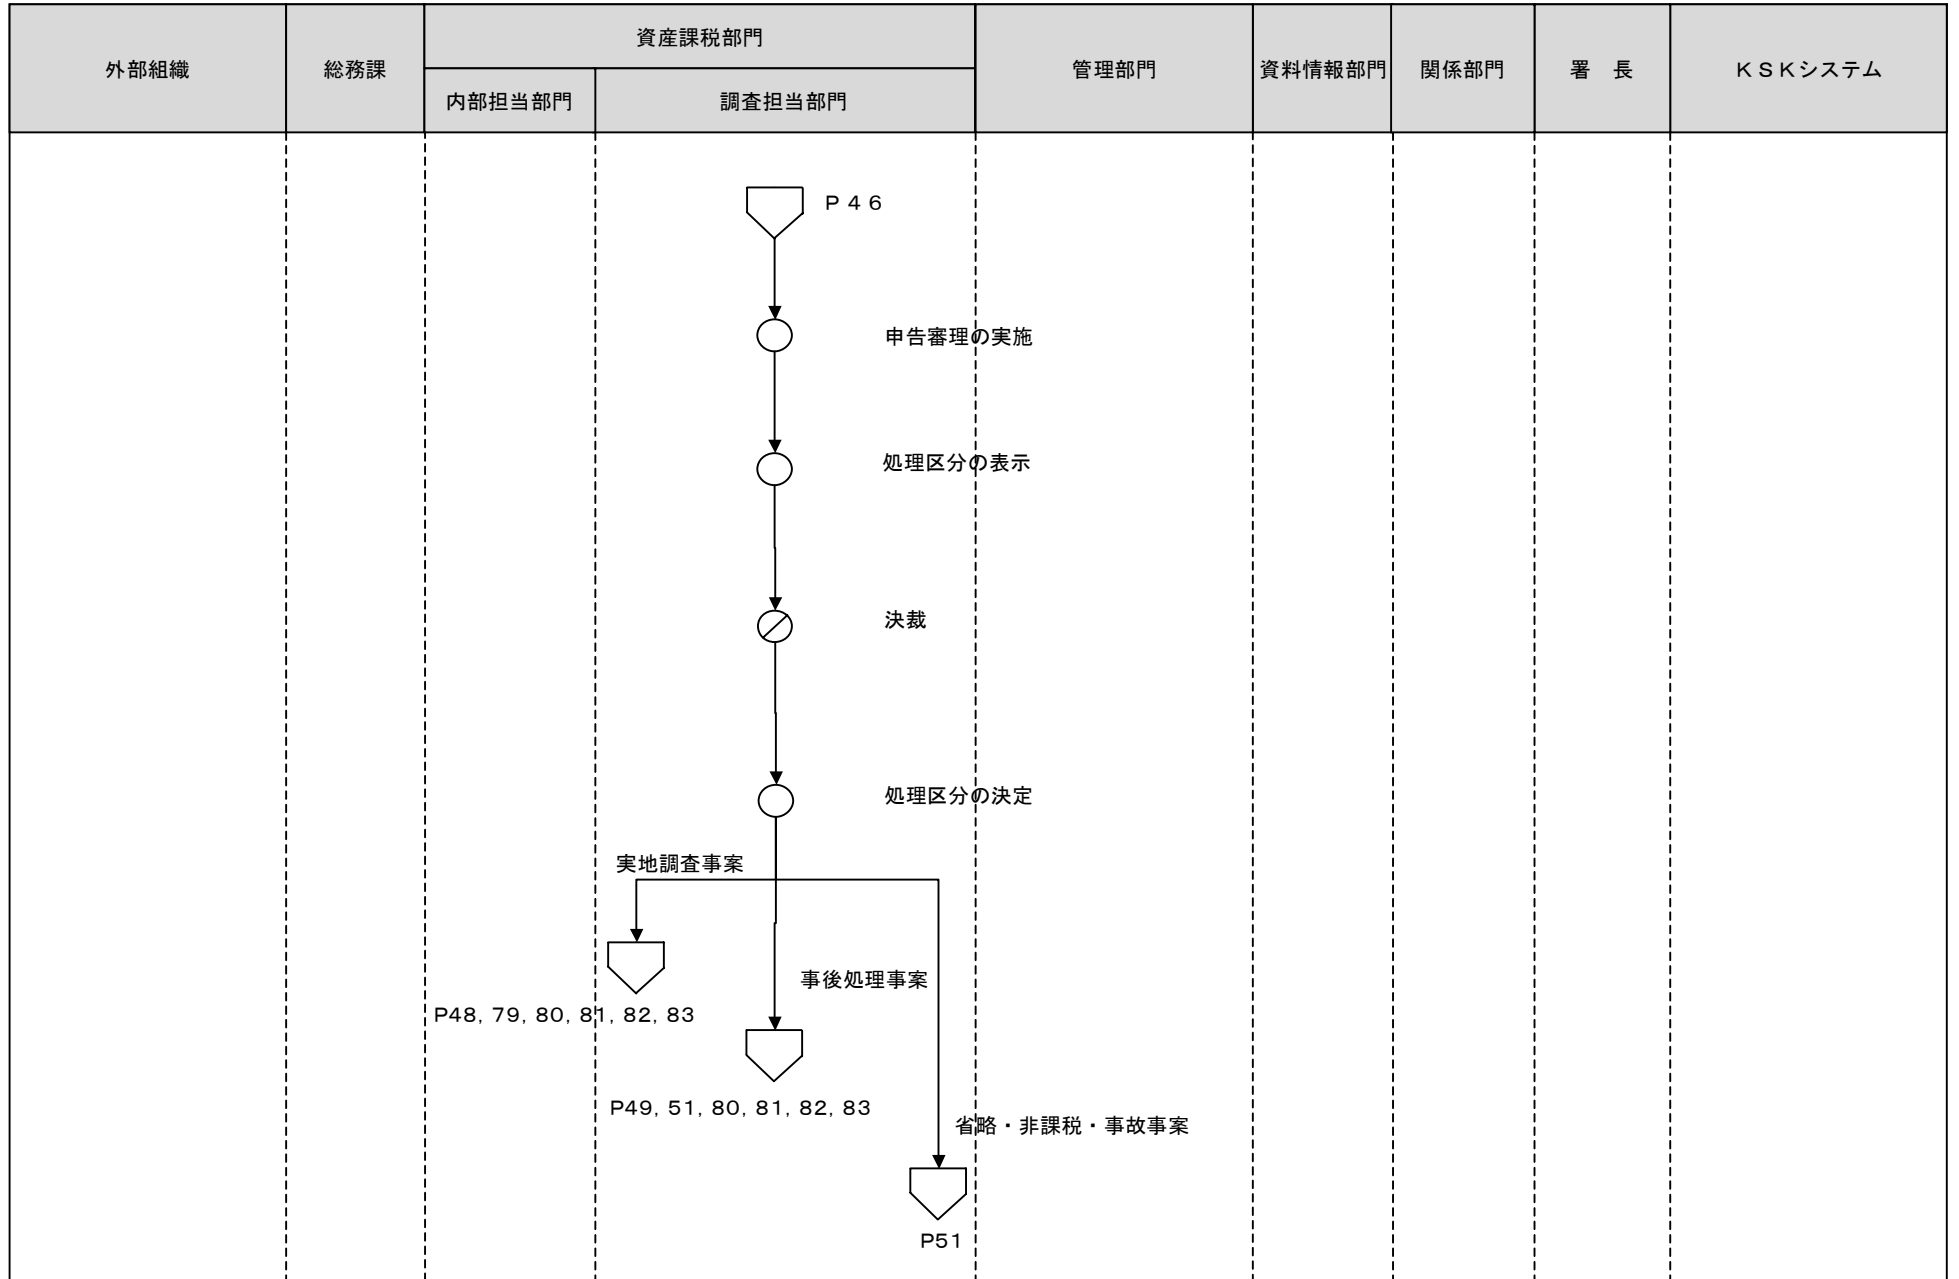 外部組織
総務課
資産課税部門
内部担当部門
調査担当部門
管理部門
資料情報部門
関係部門
署　長
ＫＳＫシステム
Ｐ４６
申告審理の実施
処理区分の表示
決裁
処理区分の決定
実地調査事案
P48, 79, 80, 81, 82, 83
事後処理事案
P49, 51, 80, 81, 82, 83
省略・非課税・事故事案
P51